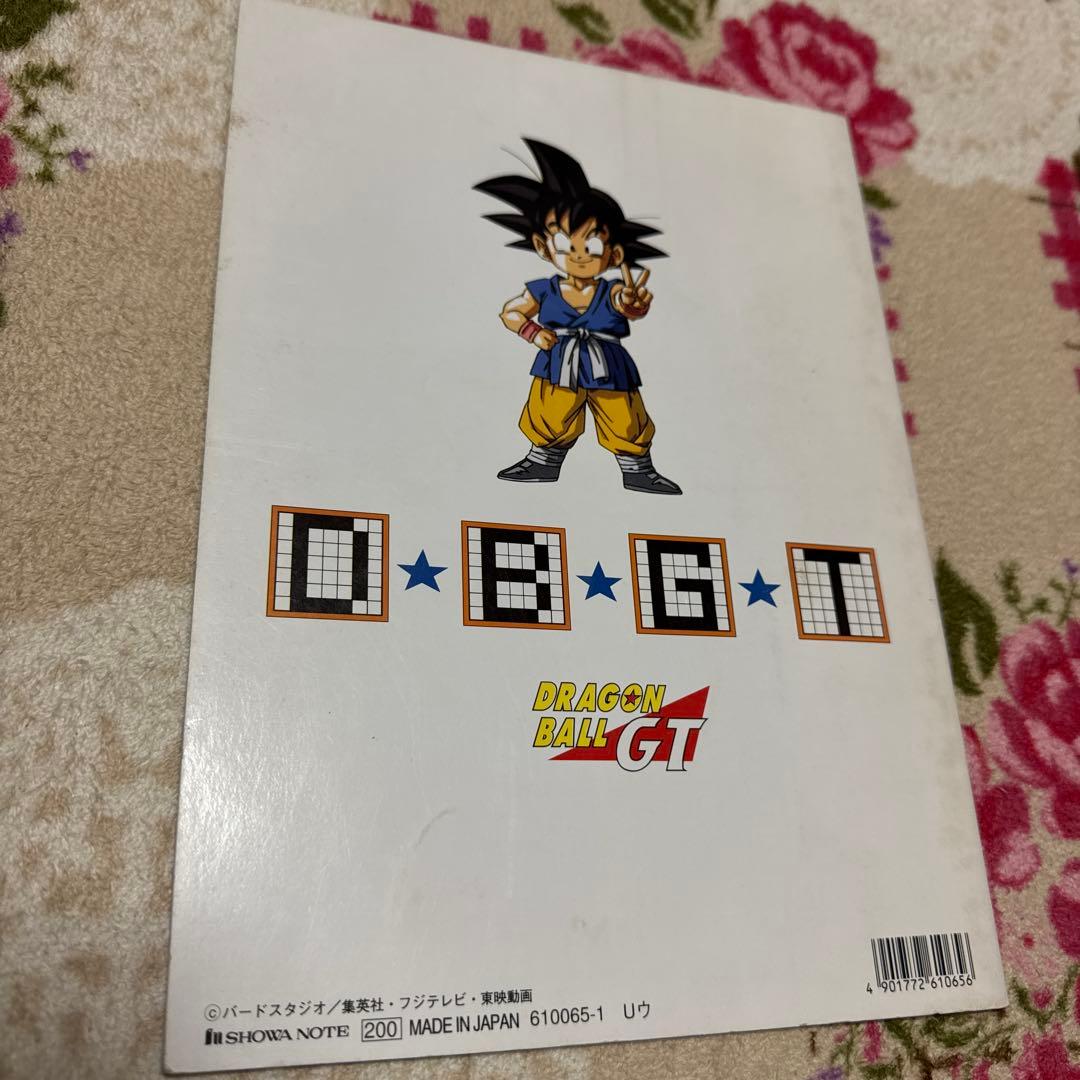 D★B★G★T
DRAGON
BALL GT
4 901772 610656
©バードスタジオ/集英社・フジテレビ・東映動画
SHOWA NOTE 200 MADE IN JAPAN 610065-1 Uウ